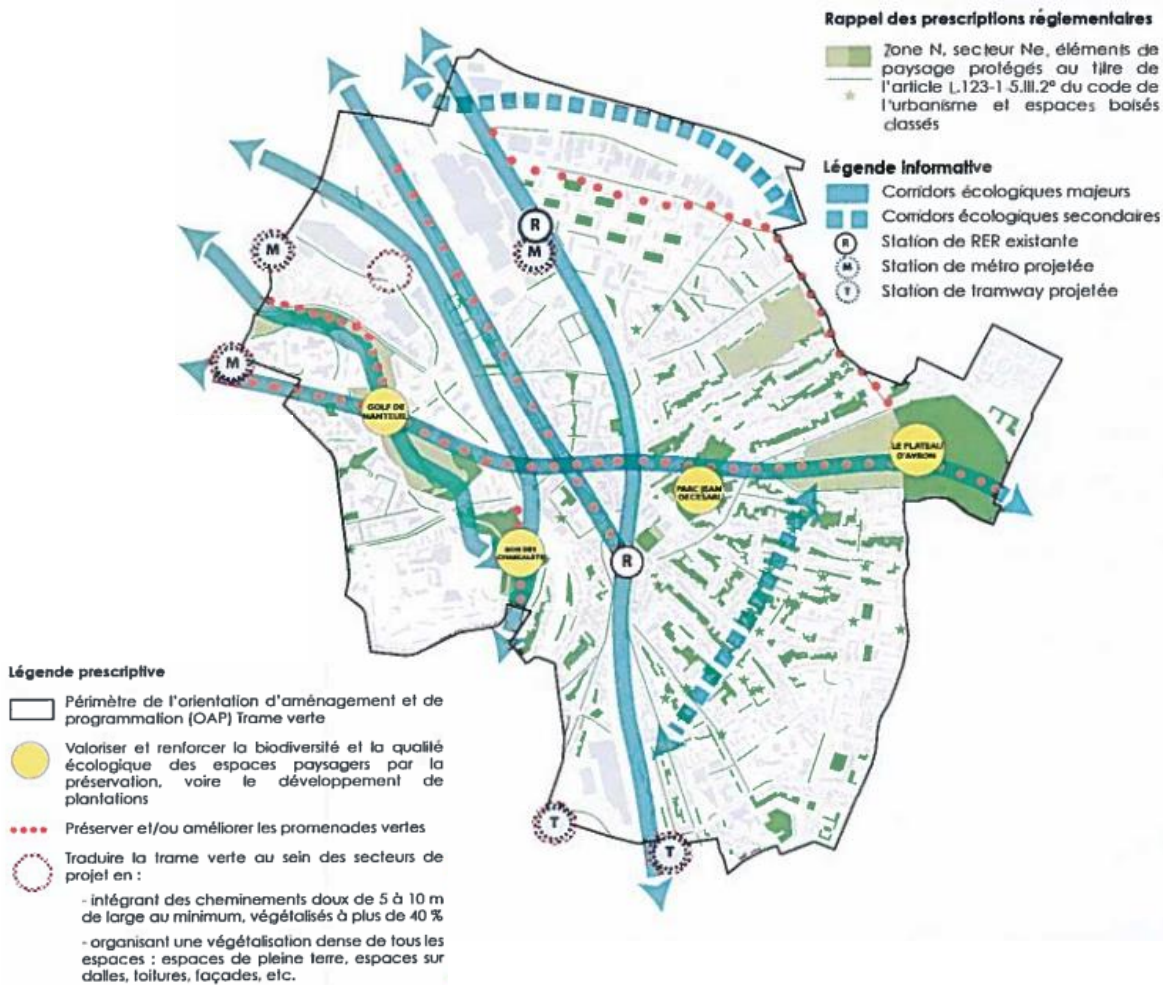 Rappel des prescriptions réglementaires
Zone N, secteur Ne, éléments de
paysage protégés au titre de
l'article L.123-1-5.III.2° du code de
l'urbanisme et espaces boisés
classés
Légende informative
Corridors écologiques majeurs
Corridors écologiques secondaires
R Station de RER existante
M Station de métro projetée
T Station de tramway projetée
R
M
M
M
GOLF DE
NANTEUIL
LE PLATEAU
D'AVRON
PARC JEAN
DECESARI
BOIS DES
CHATELETS
R
T
T
Légende prescriptive
Périmètre de l'orientation d'aménagement et de
programmation (OAP) Trame verte
Valoriser et renforcer la biodiversité et la qualité
écologique des espaces paysagers par la
préservation, voire le développement de
plantations
Préserver et/ou améliorer les promenades vertes
Traduire la trame verte au sein des secteurs de
projet en :
- intégrant des cheminements doux de 5 à 10 m
de large au minimum, végétalisés à plus de 40 %
- organisant une végétalisation dense de tous les
espaces : espaces de pleine terre, espaces sur
dalles, toitures, façades, etc.